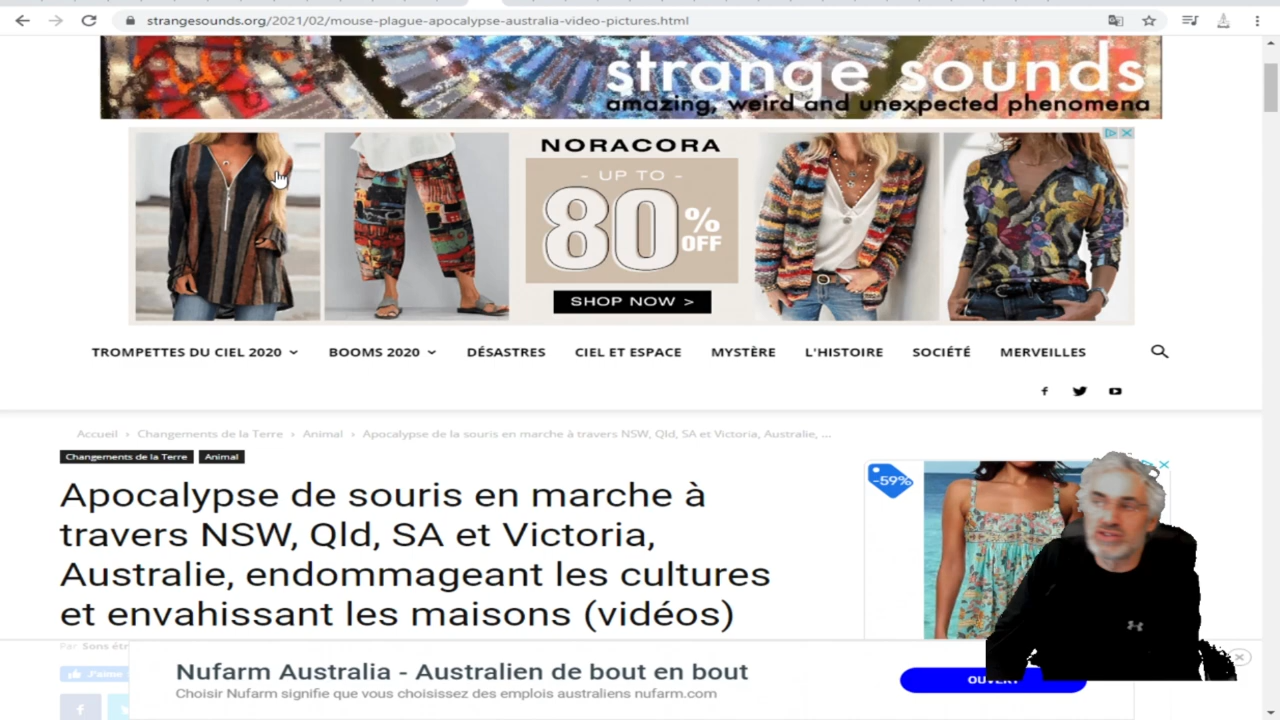 strangesounds.org/2021/02/mouse-plague-apocalypse-australia-video-pictures.html
strange sounds
amazing, weird and unexpected phenomena
NORACORA
- UP TO -
80% OFF
SHOP NOW >
TROMPETTES DU CIEL 2020 BOOMS 2020 DÉSASTRES CIEL ET ESPACE MYSTÈRE L'HISTOIRE SOCIÉTÉ MERVEILLES
Accueil › Changements de la Terre › Animal › Apocalypse de la souris en marche à travers NSW, Qld, SA et Victoria, Australie, ...
Changements de la Terre Animal
Apocalypse de souris en marche à
travers NSW, Qld, SA et Victoria,
Australie, endommageant les cultures
et envahissant les maisons (vidéos)
-59%
Par Sons
J'aime
Nufarm Australia - Australien de bout en bout
Choisir Nufarm signifie que vous choisissez des emplois australiens nufarm.com